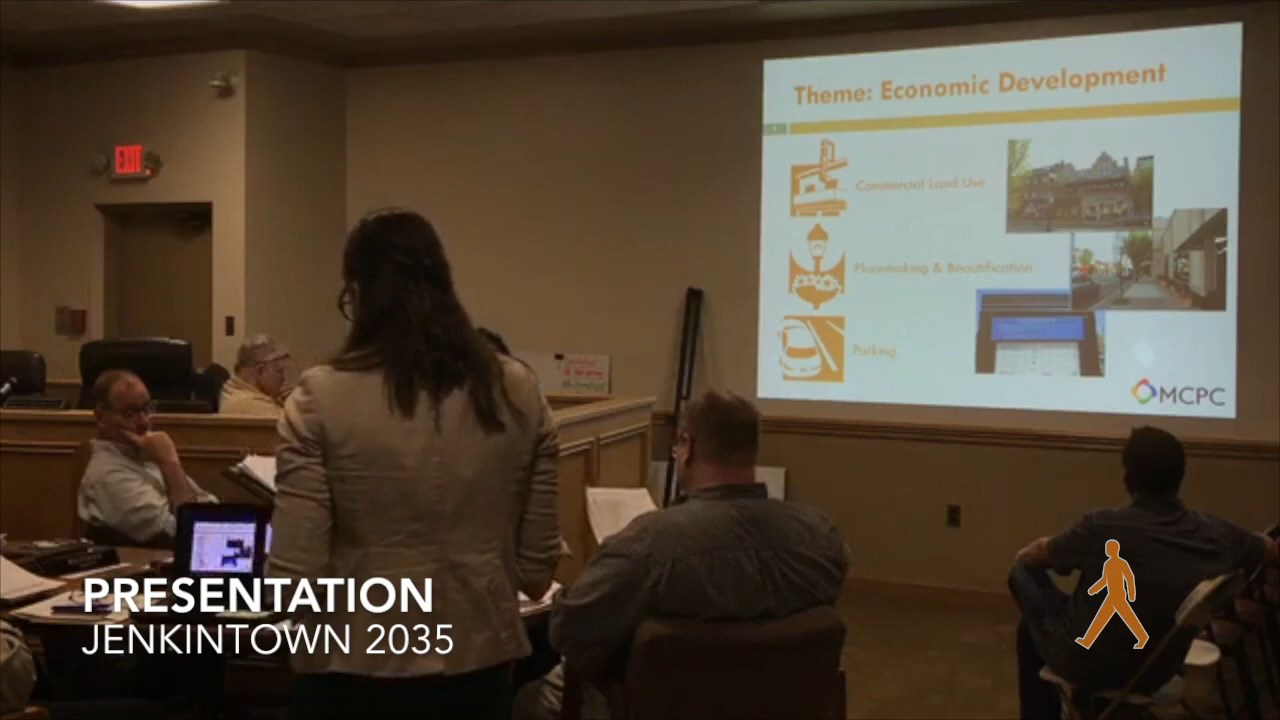 Theme: Economic Development
Commercial Land Use
Placemaking & Beautification
Parking
MCPC
EXIT
PRESENTATION
JENKINTOWN 2035